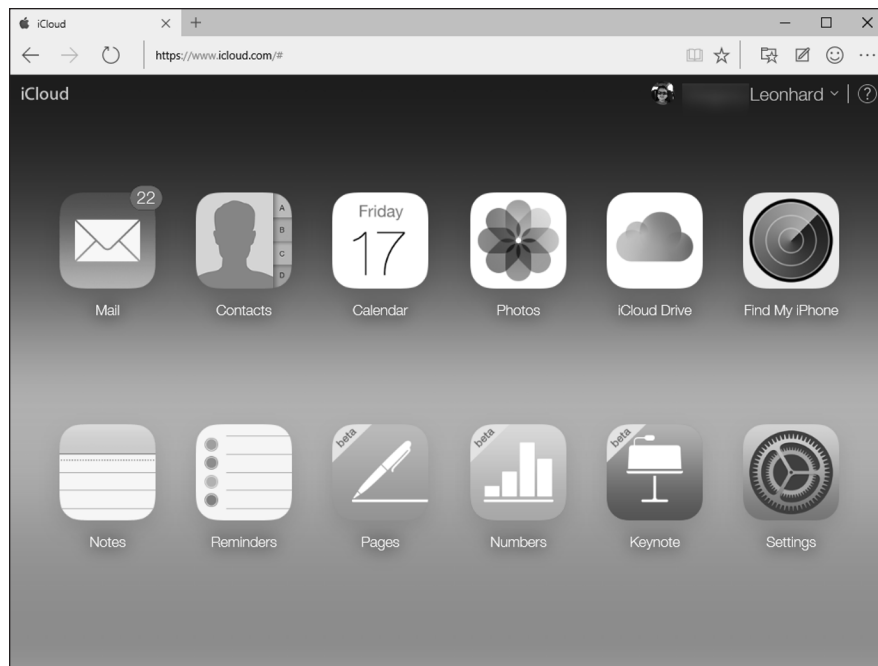 iCloud
https://www.icloud.com/#
iCloud
Leonhard
?
22
A
B
C
D
Friday
17
Mail
Contacts
Calendar
Photos
iCloud Drive
Find My iPhone
beta
beta
beta
Notes
Reminders
Pages
Numbers
Keynote
Settings